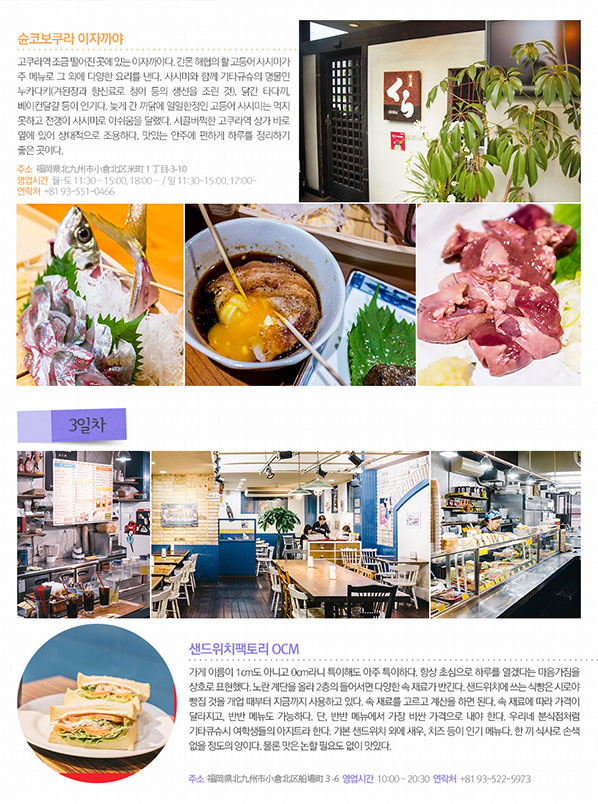 슌코보쿠라 이자까야
고쿠라역 조금 떨어진 곳에 있는 이자까야다. 간몬 해협의 활 고등어 사시미가
주 메뉴로 그 외에 다양한 요리를 낸다. 사시미와 함께 기타규슈의 명물인
누카다키(겨된장과 향신료로 청어 등의 생선을 조린 것), 닭간 타다끼,
베이컨달걀 등이 인기다. 늦게 간 까닭에 일일한정인 고등어 사시미는 먹지
못하고 전갱이 사시미로 아쉬움을 달랬다. 시끌버끽한 고쿠라역 상가 바로
옆에 있어 상대적으로 조용하다. 맛있는 안주에 편하게 하루를 정리하기
좋은 곳이다.
주소 福岡県北九州市小倉北区米町 1 丁目-3-10
영업시간 월~토 11:30 ~ 15:00, 18:00 ~ / 일 11:30~15:00, 17:00~
연락처 +81 93-551-0466
くら
3일차
샌드위치팩토리 OCM
가게 이름이 1cm도 아니고 0cm라니 특이해도 아주 특이하다. 항상 초심으로 하루를 열겠다는 마음가짐을
상호로 표현했다. 노란 계단을 올라 2층의 들어서면 다양한 속 재료가 반긴다. 샌드위치에 쓰는 식빵은 시로야
빵집 것을 개업 때부터 지금까지 사용하고 있다. 속 재료를 고르고 계산을 하면 된다. 속 재료에 따라 가격이
달라지고, 반반 메뉴도 가능하다. 단, 반반 메뉴에서 가장 비싼 가격으로 내야 한다. 우리네 분식점처럼
기타규슈시 여학생들의 아지트라 한다. 기본 샌드위치 외에 새우, 치즈 등이 인기 메뉴다. 한 끼 식사로 손색
없을 정도의 양이다. 물론 맛은 논할 필요도 없이 맛있다.
주소 福岡県北九州市小倉北区船場町 3 -6 영업시간 10:00 ~ 20:30 연락처 +81 93-522-5973